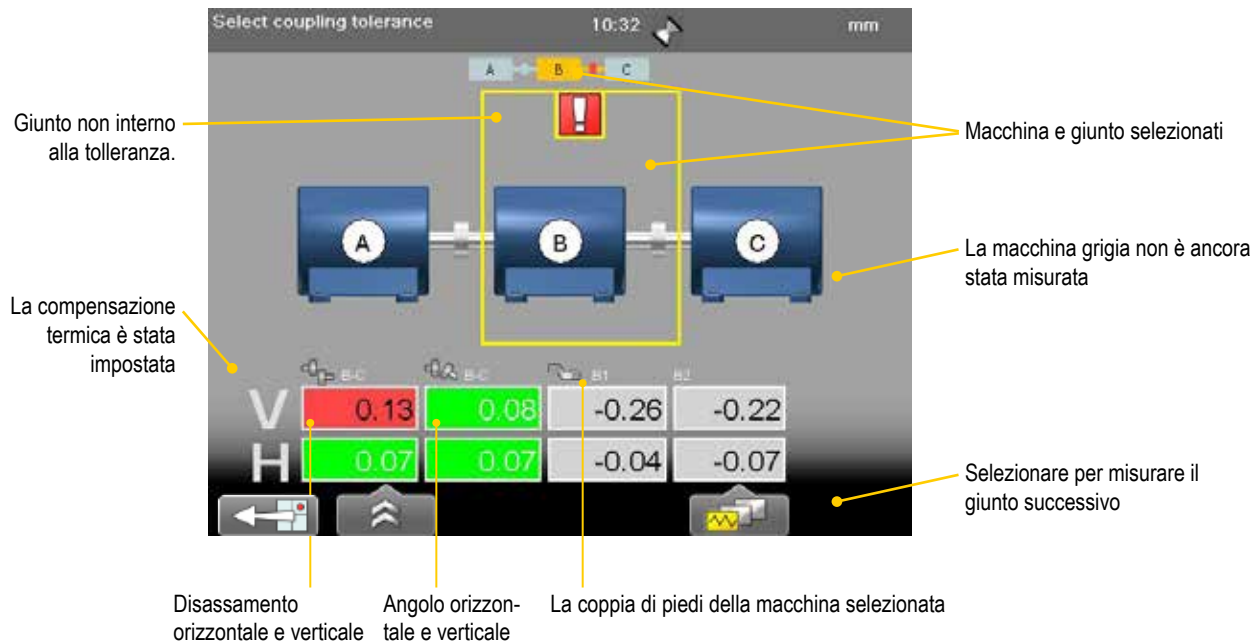 Select coupling tolerance 10:32 mm
A B C
Giunto non interno
alla tolleranza.
Macchina e giunto selezionati
A B C
La macchina grigia non è ancora
stata misurata
La compensazione
termica è stata
impostata
B-C B-C B1 B2
V 0.13 0.08 -0.26 -0.22
H 0.07 0.07 -0.04 -0.07
Selezionare per misurare il
giunto successivo
Disassamento
orizzontale e verticale
Angolo orizzon-
tale e verticale
La coppia di piedi della macchina selezionata